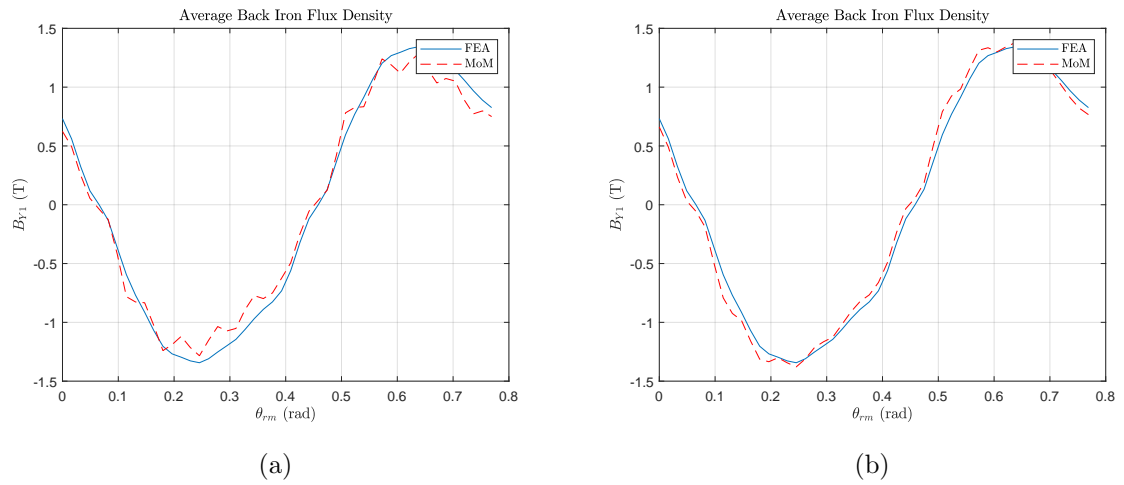 Average Back Iron Flux Density
1.5
1
0.5
0
-0.5
-1
-1.5
B_{Y1} (T)
FEA
MoM
0 0.1 0.2 0.3 0.4 0.5 0.6 0.7 0.8
θ_{rm} (rad)
(a)
Average Back Iron Flux Density
1.5
1
0.5
0
-0.5
-1
-1.5
B_{Y1} (T)
FEA
MoM
0 0.1 0.2 0.3 0.4 0.5 0.6 0.7 0.8
θ_{rm} (rad)
(b)